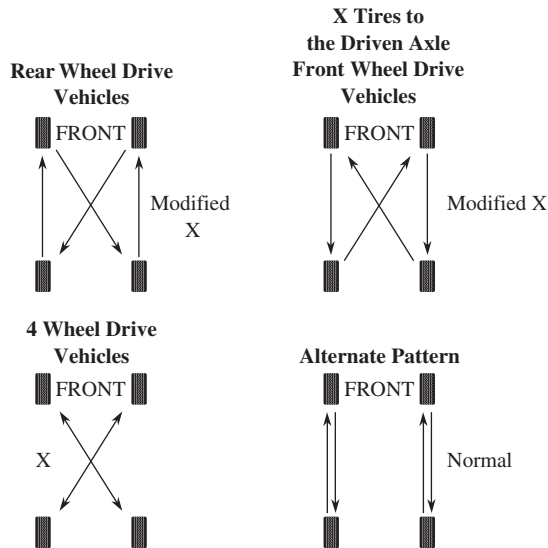 Rear Wheel Drive
Vehicles
FRONT
Modified
X
X Tires to
the Driven Axle
Front Wheel Drive
Vehicles
FRONT
Modified X
4 Wheel Drive
Vehicles
FRONT
X
Alternate Pattern
FRONT
Normal